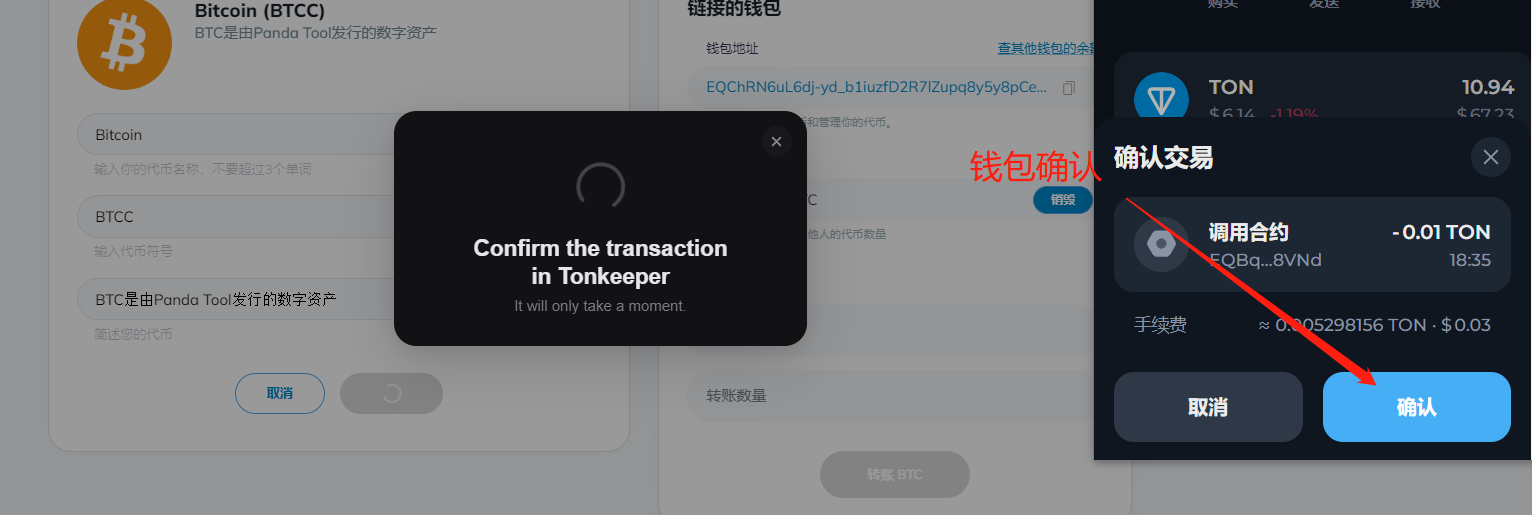 Bitcoin (BTCC)
BTC是由Panda Tool发行的数字资产
Bitcoin
输入你的代币名称，不要超过3个单词
BTCC
输入代币符号
BTC是由Panda Tool发行的数字资产
简述您的代币
取消
链接的钱包
钱包地址
查其他钱包的余
EQChRN6uL6dj-yd_b1iuzfD2R7lZupq8y5y8pCe...
和管理你的代币。
C
销毁
他人的代币数量
转账数量
转账 BTC
Confirm the transaction
in Tonkeeper
It will only take a moment.
钱包确认
购买
发送
接收
TON
10.94
$6.14
-1.19%
$67.23
确认交易
调用合约
-0.01 TON
EQBq...8VNd
18:35
手续费
≈ 0.005298156 TON · $0.03
取消
确认